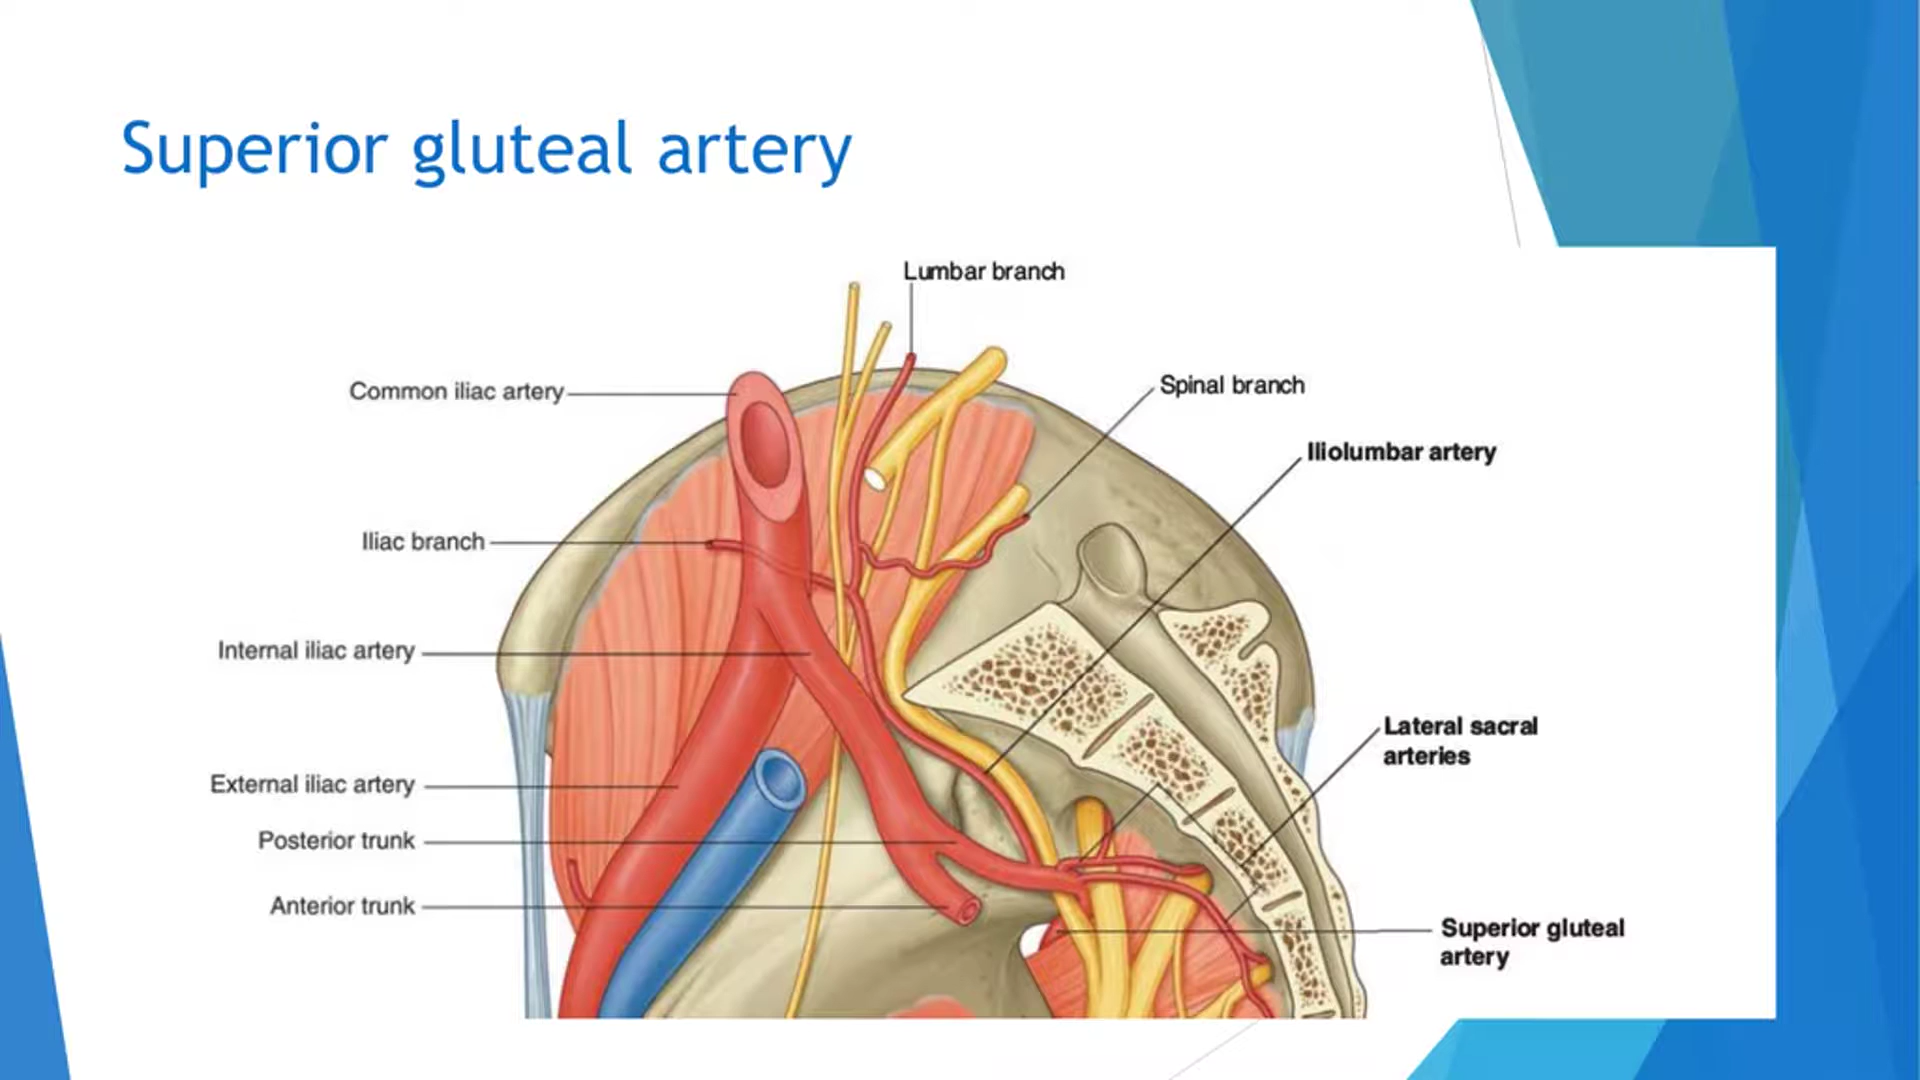 Superior gluteal artery
Lumbar branch
Common iliac artery
Spinal branch
Iliolumbar artery
Iliac branch
Internal iliac artery
Lateral sacral
arteries
External iliac artery
Posterior trunk
Anterior trunk
Superior gluteal
artery